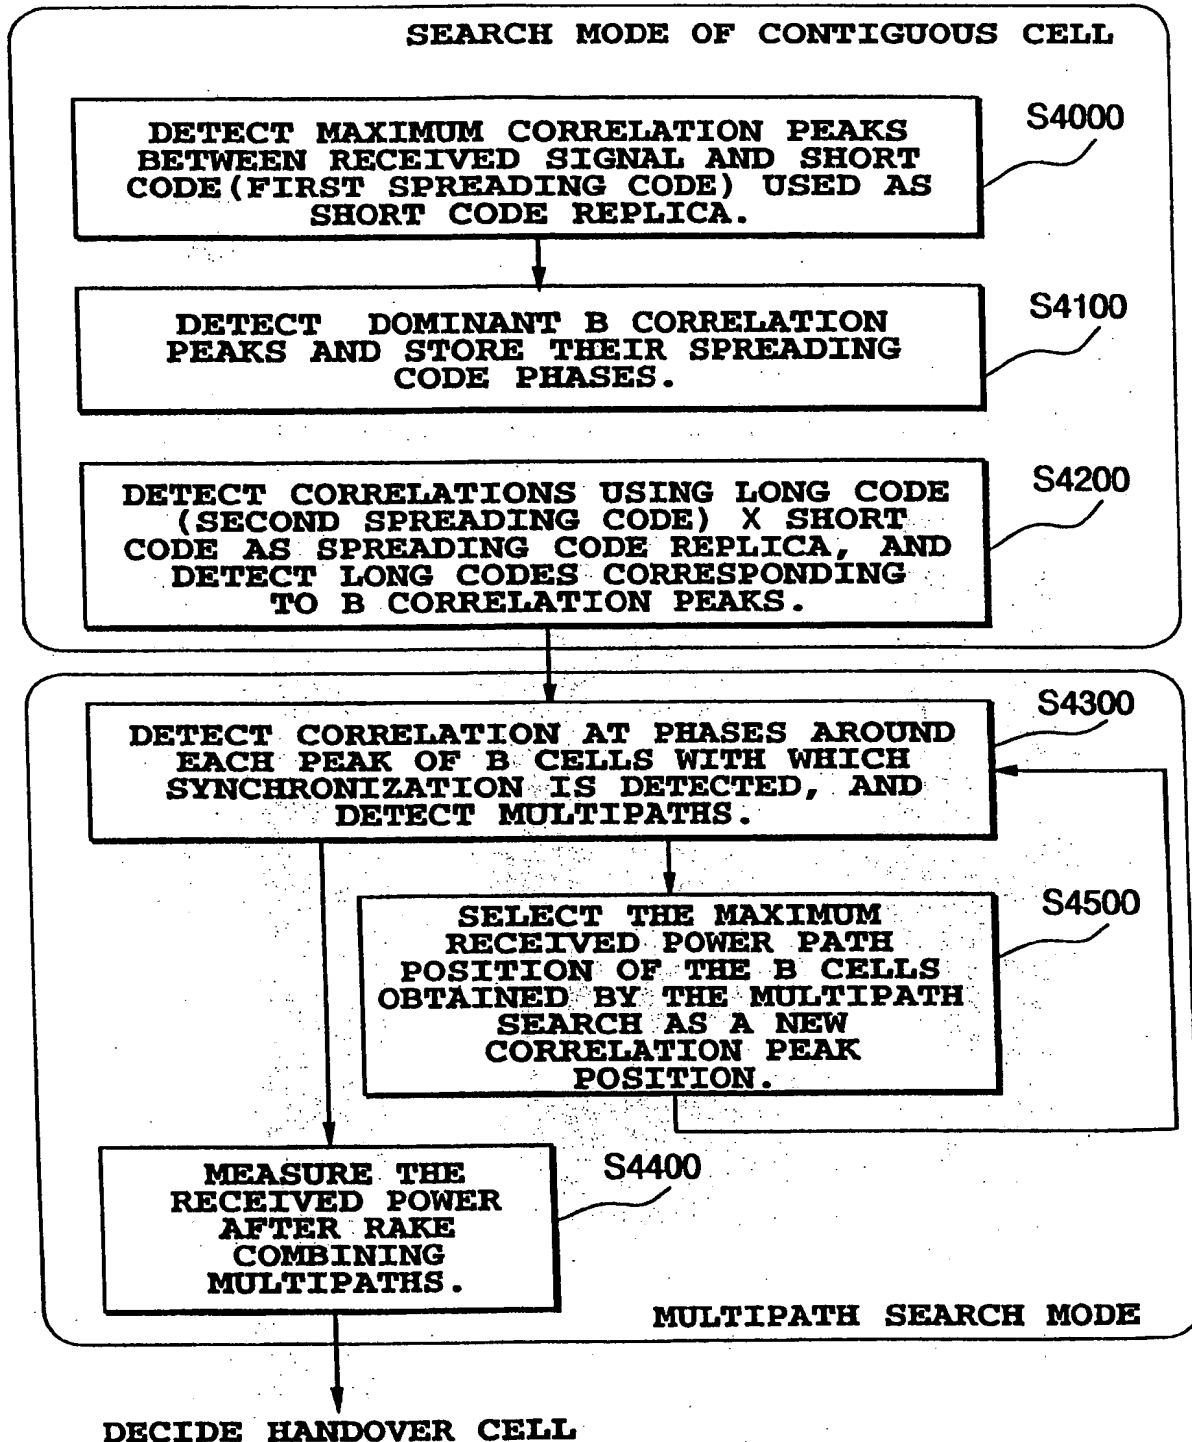 SEARCH MODE OF CONTIGUOUS CELL
S4000
DETECT MAXIMUM CORRELATION PEAKS
BETWEEN RECEIVED SIGNAL AND SHORT
CODE(FIRST SPREADING CODE) USED AS
SHORT CODE REPLICA.
S4100
DETECT DOMINANT B CORRELATION
PEAKS AND STORE THEIR SPREADING
CODE PHASES.
S4200
DETECT CORRELATIONS USING LONG CODE
(SECOND SPREADING CODE) X SHORT
CODE AS SPREADING CODE REPLICA, AND
DETECT LONG CODES CORRESPONDING
TO B CORRELATION PEAKS.
S4300
DETECT CORRELATION AT PHASES AROUND
EACH PEAK OF B CELLS WITH WHICH
SYNCHRONIZATION IS DETECTED, AND
DETECT MULTIPATHS.
S4500
SELECT THE MAXIMUM
RECEIVED POWER PATH
POSITION OF THE B CELLS
OBTAINED BY THE MULTIPATH
SEARCH AS A NEW
CORRELATION PEAK
POSITION.
S4400
MEASURE THE
RECEIVED POWER
AFTER RAKE
COMBINING
MULTIPATHS.
MULTIPATH SEARCH MODE
DECIDE HANDOVER CELL